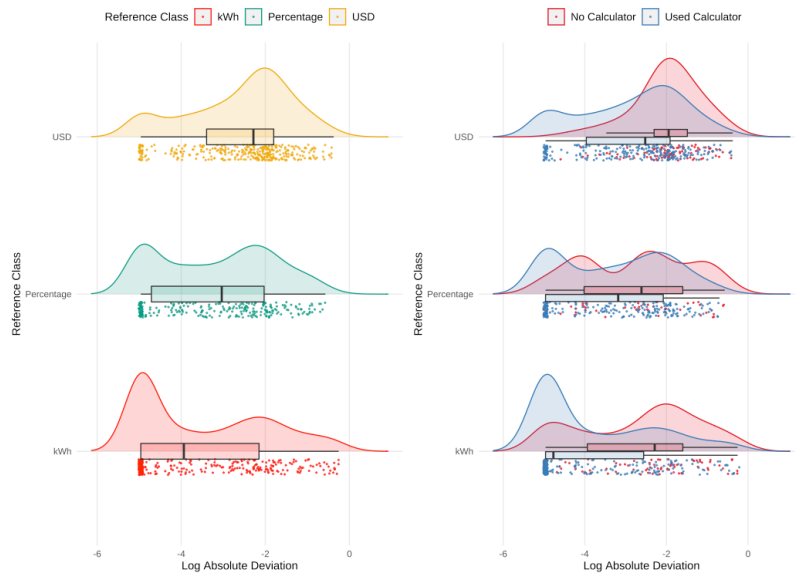 Reference Class kWh Percentage USD
No Calculator Used Calculator
Reference Class
USD
Percentage
kWh
-6 -4 -2 0
Log Absolute Deviation
Reference Class
USD
Percentage
kWh
-6 -4 -2 0
Log Absolute Deviation